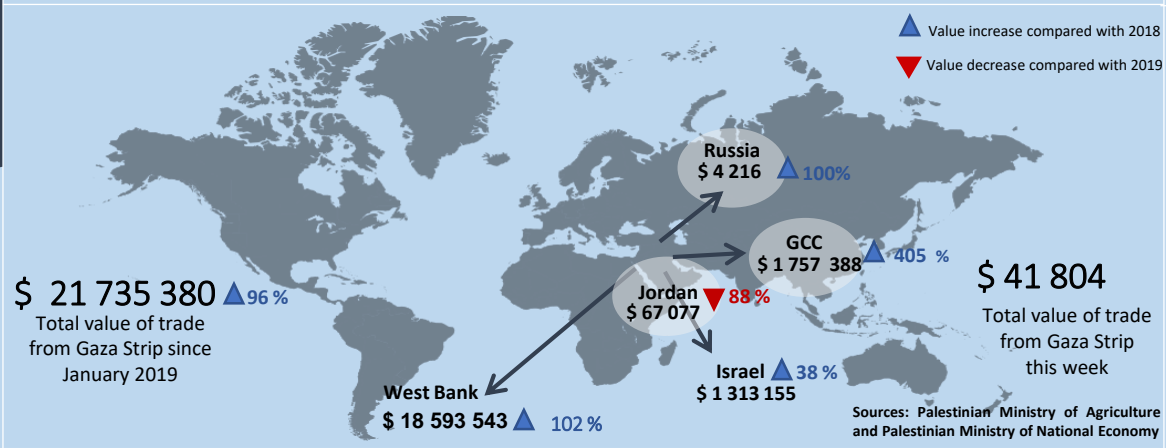 Value increase compared with 2018
Value decrease compared with 2019
Russia
$ 4 216
100%
GCC
$ 1 757 388
405 %
$ 21 735 380
96 %
Total value of trade
from Gaza Strip since
January 2019
Jordan
$ 67 077
88 %
$ 41 804
Total value of trade
from Gaza Strip
this week
Israel
38 %
$ 1 313 155
West Bank
$ 18 593 543
102 %
Sources: Palestinian Ministry of Agriculture
and Palestinian Ministry of National Economy